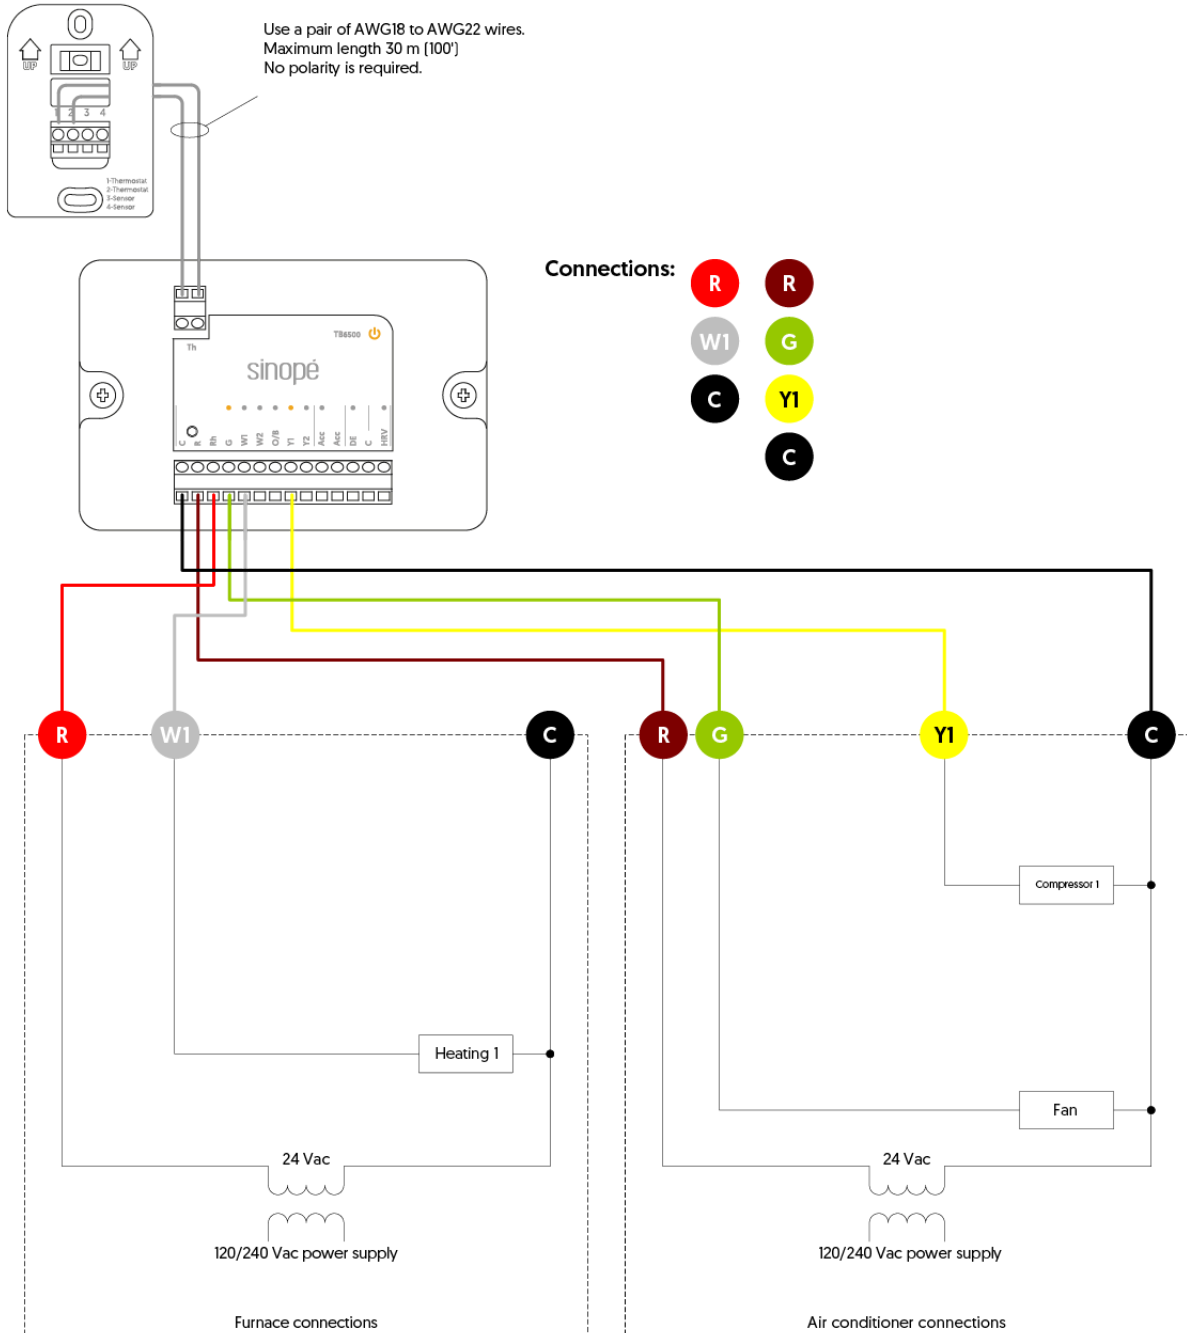 Use a pair of AWG18 to AWG22 wires.
Maximum length 30 m (100')
No polarity is required.
UP UP
1 2 3 4
1-Thermostat
2-Thermostat
3-Sensor
4-Sensor
Connections:
R R
W1 G
C Y1
C
TB6500
Th
sinopé
C R Rh G W1 W2 O/B Y1 Y2 Acc Acc DE C HRV
R W1 C R G Y1 C
Compressor 1
Heating 1
Fan
24 Vac 24 Vac
120/240 Vac power supply 120/240 Vac power supply
Furnace connections Air conditioner connections